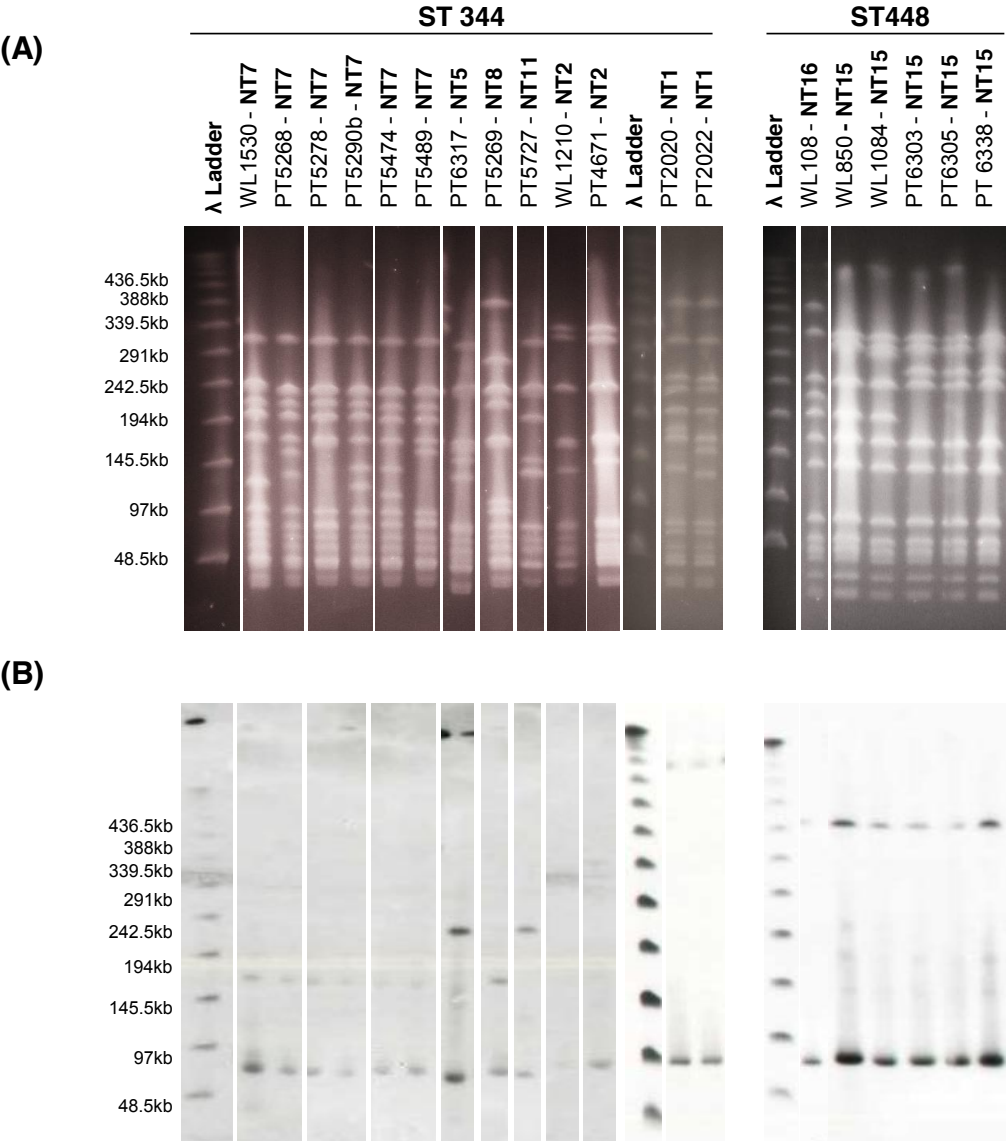 ST 344
ST448
(A)
λ Ladder
WL1530 - NT7
PT5268 - NT7
PT5278 - NT7
PT5290b - NT7
PT5474 - NT7
PT5489 - NT7
PT6317 - NT5
PT5269 - NT8
PT5727 - NT11
WL1210 - NT2
PT4671 - NT2
λ Ladder
PT2020 - NT1
PT2022 - NT1
λ Ladder
WL108 - NT16
WL850 - NT15
WL1084 - NT15
PT6303 - NT15
PT6305 - NT15
PT 6338 - NT15
436.5kb
388kb
339.5kb
291kb
242.5kb
194kb
145.5kb
97kb
48.5kb
(B)
436.5kb
388kb
339.5kb
291kb
242.5kb
194kb
145.5kb
97kb
48.5kb